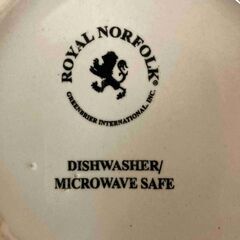 ROYAL NORFOLK®
GREENBRIER INTERNATIONAL, INC.
DISHWASHER/
MICROWAVE SAFE